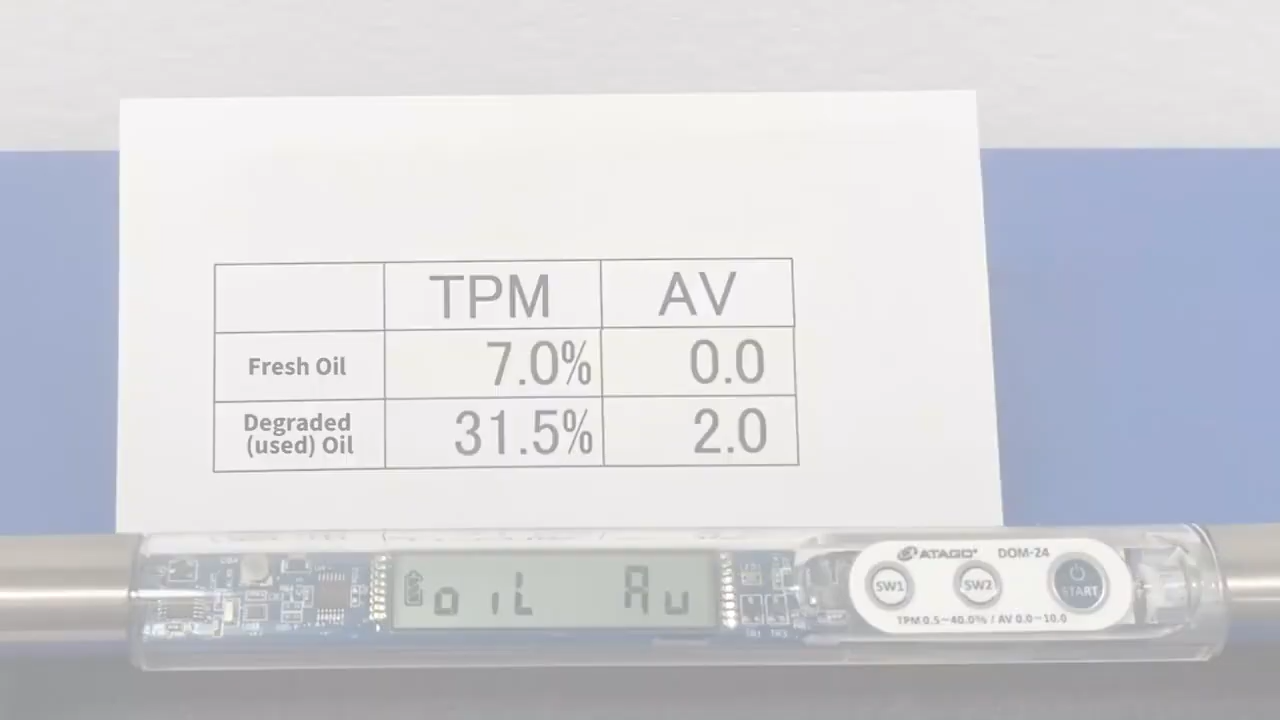 TPM AV
Fresh Oil 7.0% 0.0
Degraded
(used) Oil 31.5% 2.0
ATAGO® DOM-24
oiL Au
SW1 SW2 START
TPM 0.5−40.0% / AV 0.0−10.0